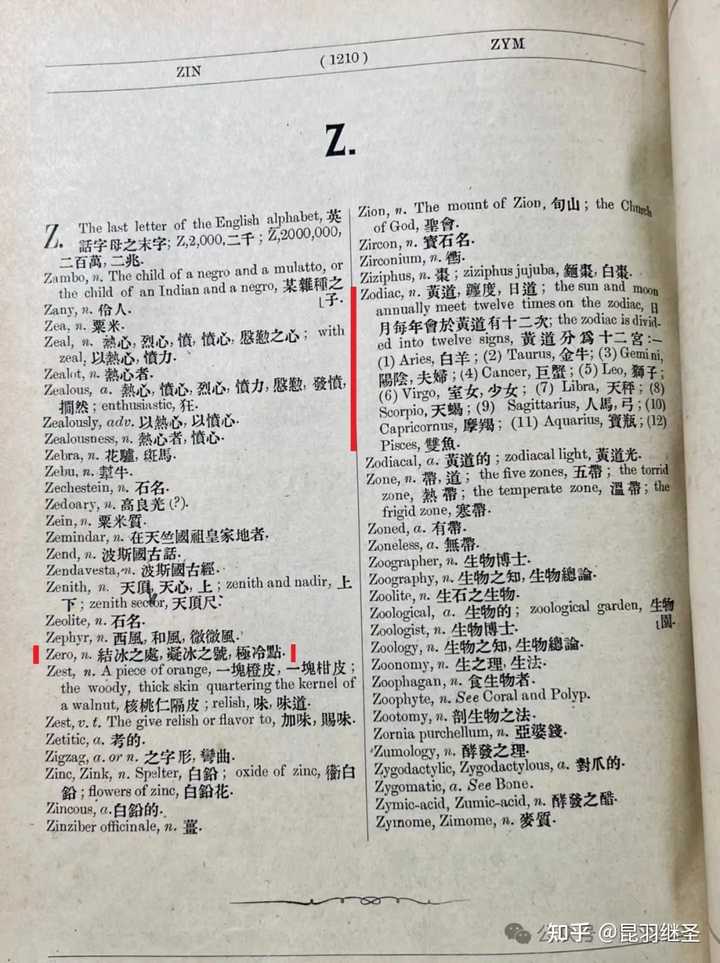 ZIN
( 1210 )
ZYM
Z.
Z. The last letter of the English alphabet, 英
話字母之末字; Z,2,000, 二千; Z,2000,000,
二百萬, 二兆.
Zambo, n. The child of a negro and a mulatto, or
the child of an Indian and a negro, 某雜種之
⌊子.
Zany, n. 伶人.
Zea, n. 粟米.
Zeal, n. 熱心, 烈心, 憤, 憤心, 慇懃之心; with
zeal, 以熱心, 憤力.
Zealot, n. 熱心者.
Zealous, a. 熱心, 憤心, 烈心, 憤力, 慇懃, 發憤,
擱然; enthusiastic, 狂.
Zealously, adv. 以熱心, 以憤心.
Zealousness, n. 熱心者, 憤心.
Zebra, n. 花驢, 斑馬.
Zebu, n. 犎牛.
Zechestein, n. 石名.
Zedoary, n. 高良羌 (?).
Zein, n. 粟米質.
Zemindar, n. 在天竺國祖皇家地者.
Zend, n. 波斯國古話.
Zendavesta, n. 波斯國古經.
Zenith, n. 天頂, 天心, 上; zenith and nadir, 上
下; zenith sector, 天頂尺.
Zeolite, n. 石名.
Zephyr, n. 西風, 和風, 微微風.
Zero, n. 結冰之處, 凝冰之號, 極冷點.
Zest, n. A piece of orange, 一塊橙皮, 一塊柑皮;
the woody, thick skin quartering the kernel of
a walnut, 核桃仁隔皮; relish, 味, 味道.
Zest, v. t. The give relish or flavor to, 加味, 賜味.
Zetitic, a. 考的.
Zigzag, a. or n. 之字形, 彎曲.
Zinc, Zink, n. Spelter, 白鉛; oxide of zinc, 衞白
鉛; flowers of zinc, 白鉛花.
Zincous, a. 白鉛的.
Zinziber officinale, n. 薑.
Zion, n. The mount of Zion, 旬山; the Church
of God, 聖會.
Zircon, n. 寶石名.
Zirconium, n.
Ziziphus, n. 棗; ziziphus jujuba, 麵棗, 白棗.
Zodiac, n. 黃道, 躔度, 日道; the sun and moon
annually meet twelve times on the zodiac, 日
月每年會於黃道有十二次; the zodiac is divid-
ed into twelve signs, 黃道分爲十二宮:—
(1) Aries, 白羊; (2) Taurus, 金牛; (3) Gemini,
陽陰, 夫婦; (4) Cancer, 巨蟹; (5) Leo, 獅子;
(6) Virgo, 室女, 少女; (7) Libra, 天秤; (8)
Scorpio, 天蝎; (9) Sagittarius, 人馬, 弓; (10)
Capricornus, 摩羯; (11) Aquarius, 寶瓶; (12)
Pisces, 雙魚.
Zodiacal, a. 黃道的; zodiacal light, 黃道光.
Zone, n. 帶, 道; the five zones, 五帶; the torrid
zone, 熱帶; the temperate zone, 溫帶; the
frigid zone, 寒帶.
Zoned, a. 有帶.
Zoneless, a. 無帶.
Zoographer, n. 生物博士.
Zoography, n. 生物之知, 生物總論.
Zoolite, n. 生石之生物.
Zoological, a. 生物的; zoological garden, 生物
⌊園.
Zoologist, n. 生物博士.
Zoology, n. 生物之知, 生物總論.
Zoonomy, n. 生之理, 生法.
Zoophagan, n. 食生物者.
Zoophyte, n. See Coral and Polyp.
Zootomy, n. 剖生物之法.
Zornia purchellum, n. 亞婆錢.
Zumology, n. 酵發之理.
Zygodactylic, Zygodactylous, a. 對爪的.
Zygomatic, a. See Bone.
Zymic-acid, Zumic-acid, n. 酵發之醋.
Zymome, Zimome, n. 麥質.
知乎 @昆羽继圣